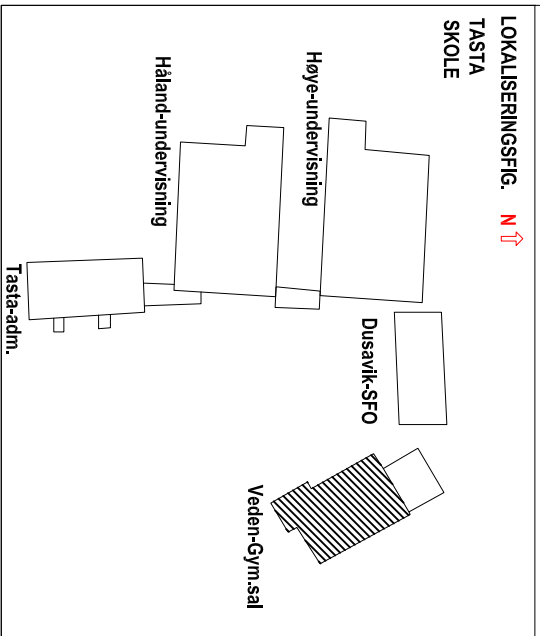 LOKALISERINGSFIG. N
TASTA
SKOLE
Høye-undervisning
Håland-undervisning
Dusavik-SFO
Tasta-adm.
Veden-Gym.sal